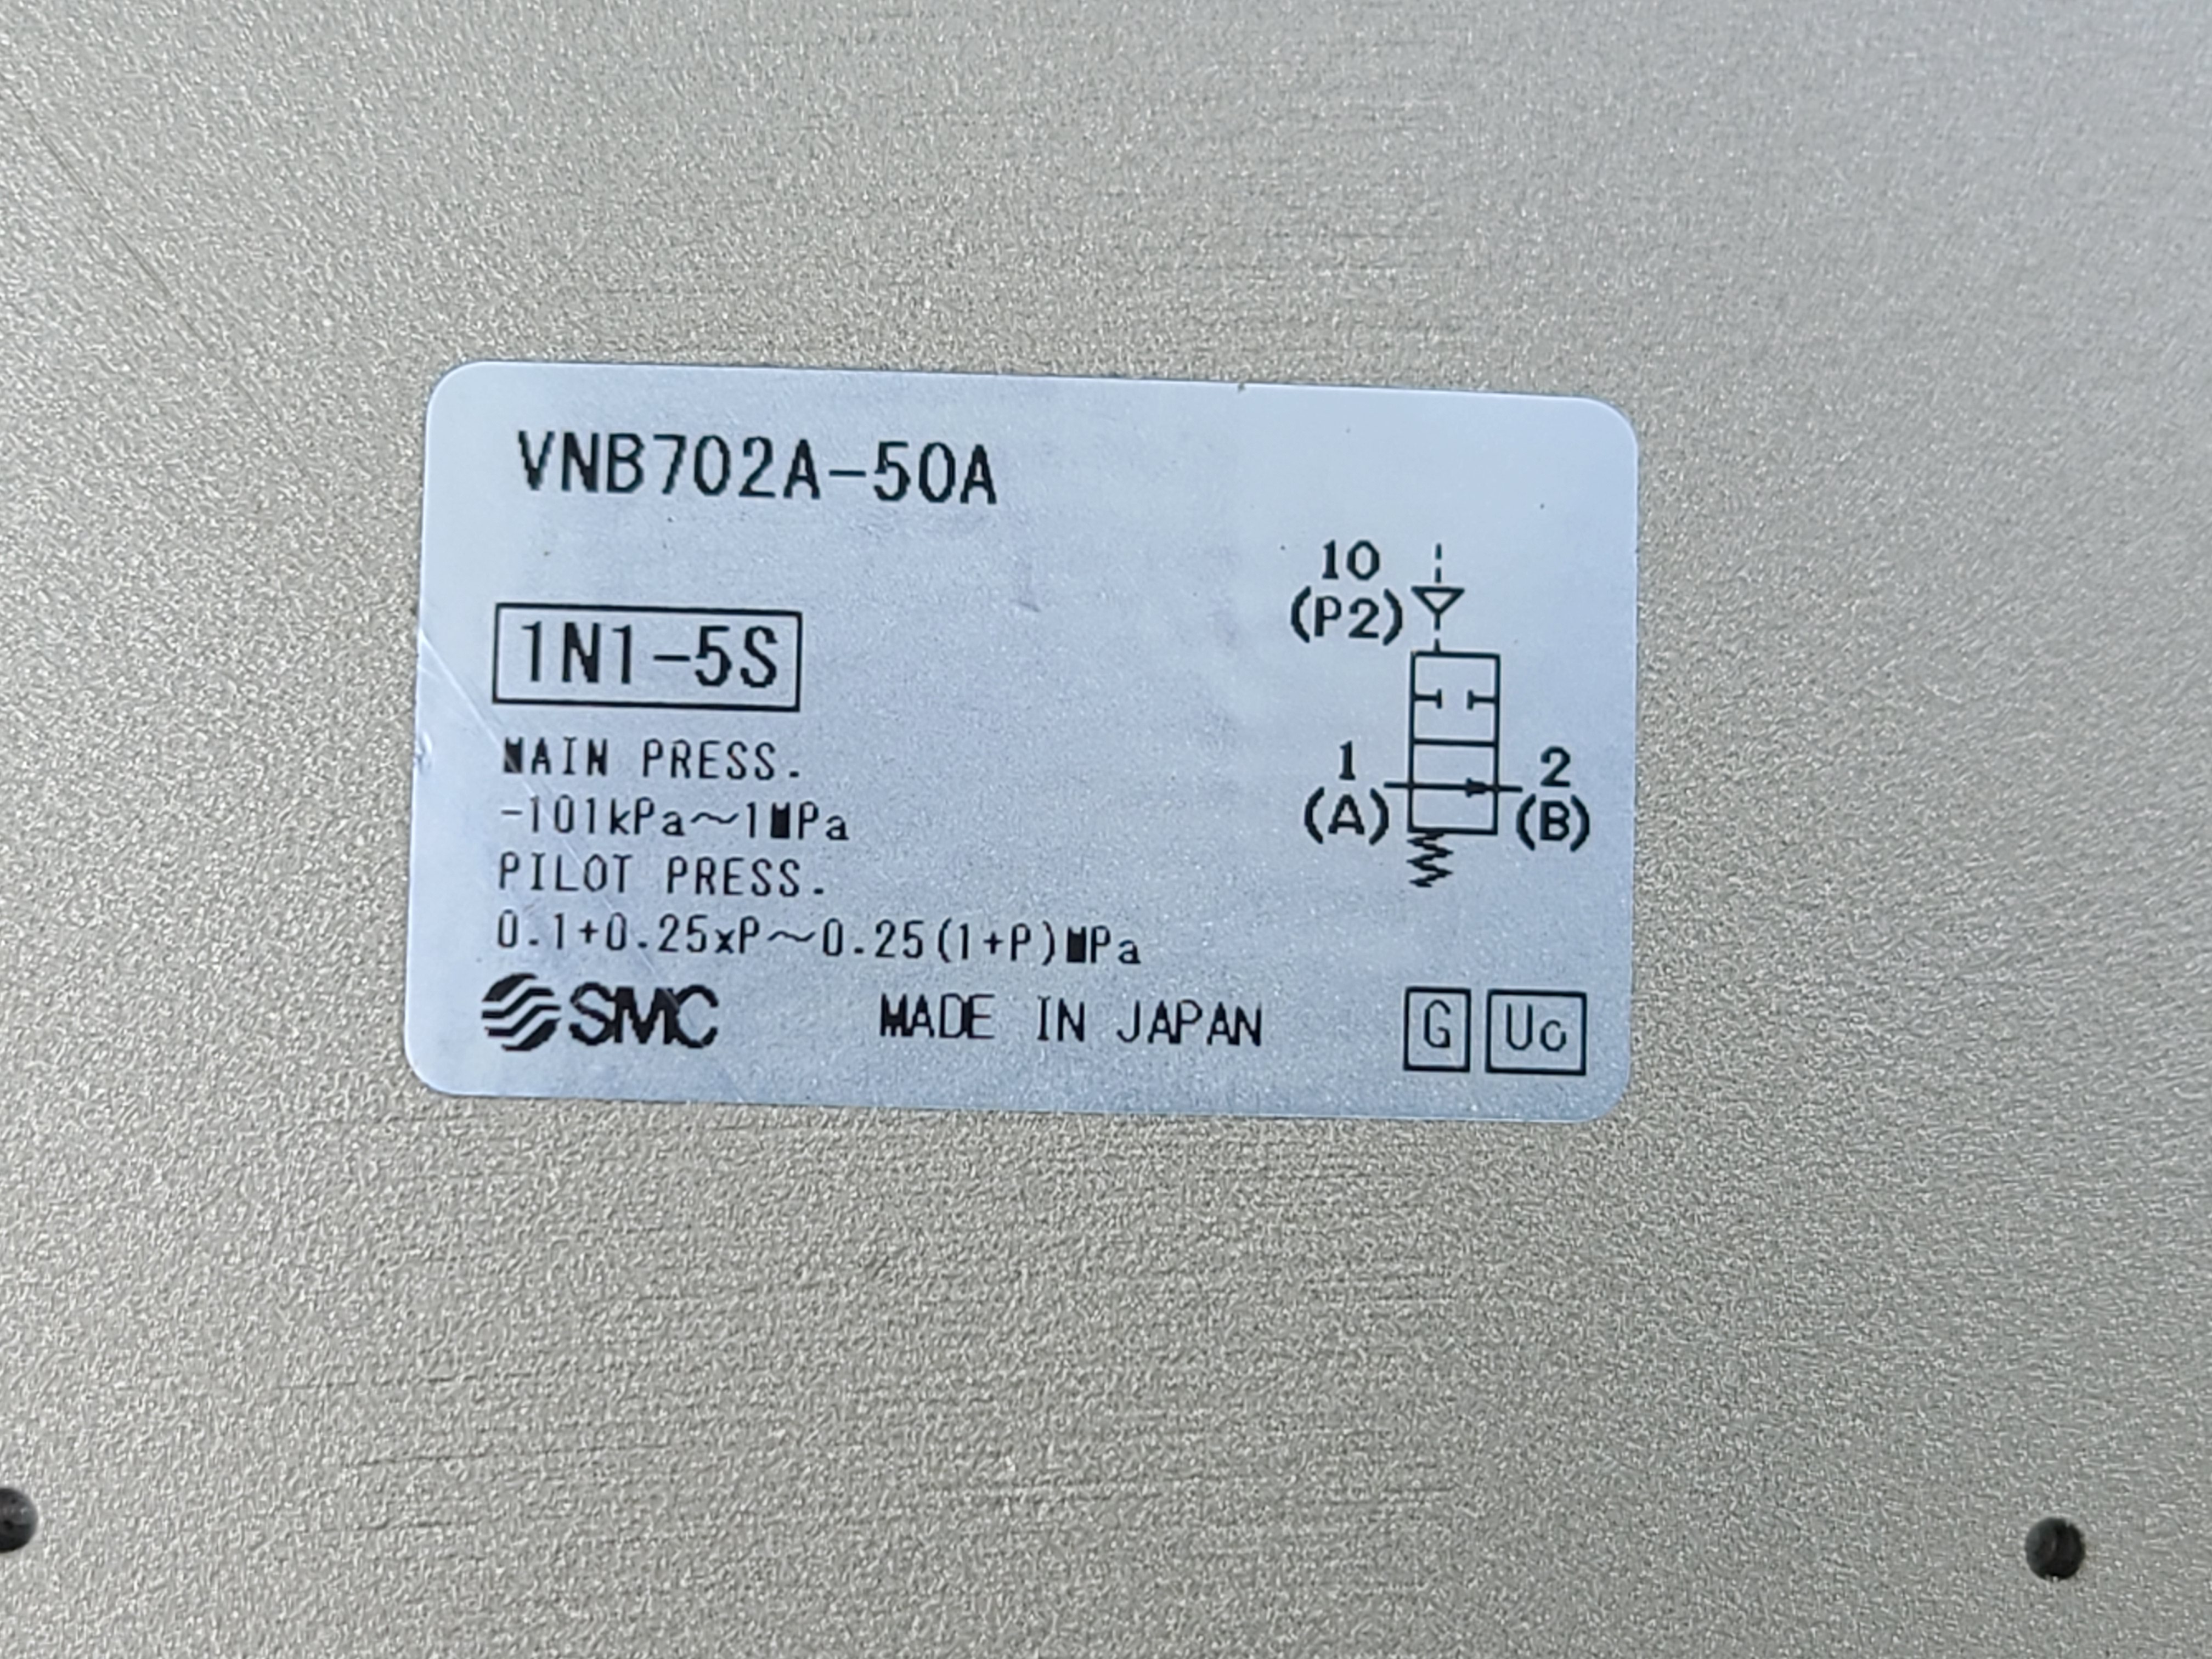 VNB702A-50A
10
(P2)
1N1-5S
1
(A)
2
(B)
MAIN PRESS.
-101kPa～1MPa
PILOT PRESS.
0.1+0.25xP～0.25(1+P)MPa
SMC MADE IN JAPAN G Uc